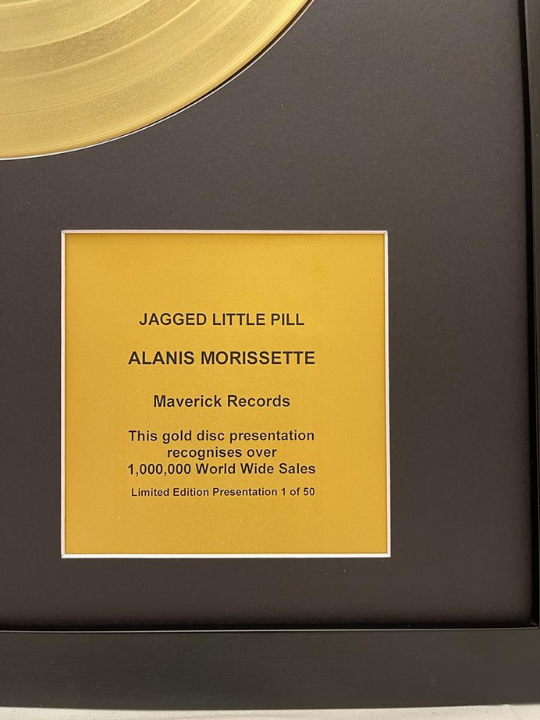 JAGGED LITTLE PILL
ALANIS MORISSETTE
Maverick Records
This gold disc presentation
recognises over
1,000,000 World Wide Sales
Limited Edition Presentation 1 of 50